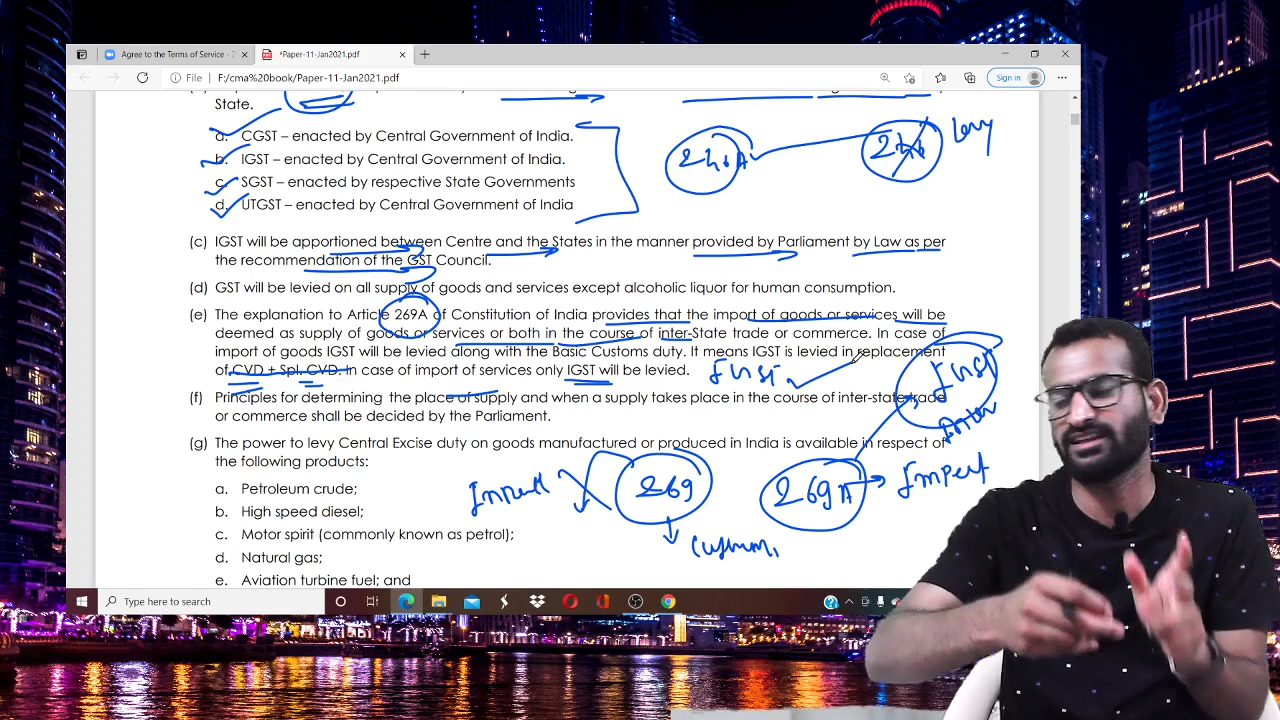 Agree to the Terms of Service - Z
*Paper-11-Jan2021.pdf
File F:/cma%20book/Paper-11-Jan2021.pdf
Sign in
State.
a. CGST – enacted by Central Government of India.
b. IGST – enacted by Central Government of India.
c. SGST – enacted by respective State Governments
d. UTGST – enacted by Central Government of India
246A
levy
(c) IGST will be apportioned between Centre and the States in the manner provided by Parliament by Law as per
the recommendation of the GST Council.
(d) GST will be levied on all supply of goods and services except alcoholic liquor for human consumption.
(e) The explanation to Article 269A of Constitution of India provides that the import of goods or services will be
deemed as supply of goods or services or both in the course of inter-State trade or commerce. In case of
import of goods IGST will be levied along with the Basic Customs duty. It means IGST is levied in replacement
of CVD + Spl. CVD. In case of import of services only IGST will be levied.
IGST
IGST
(f) Principles for determining the place of supply and when a supply takes place in the course of inter-state trade
or commerce shall be decided by the Parliament.
(g) The power to levy Central Excise duty on goods manufactured or produced in India is available in respect of
the following products:
269
269A
Import
a. Petroleum crude;
b. High speed diesel;
c. Motor spirit (commonly known as petrol);
d. Natural gas;
e. Aviation turbine fuel; and
Type here to search